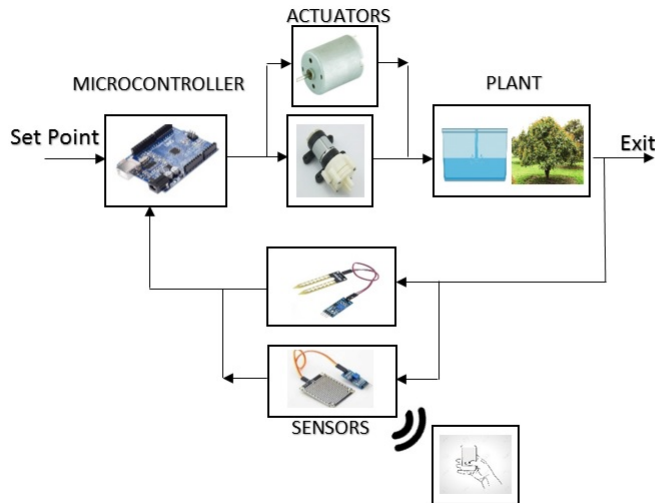 ACTUATORS
MICROCONTROLLER
PLANT
Set Point
Exit
SENSORS